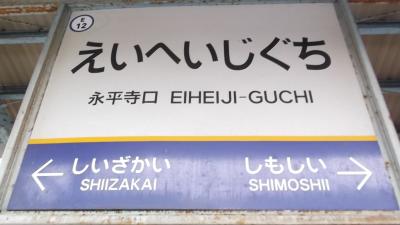 E
12
えいへいじぐち
永平寺口 EIHEIJI-GUCHI
← しいざかい しもしい →
SHIIZAKAI SHIMOSHII